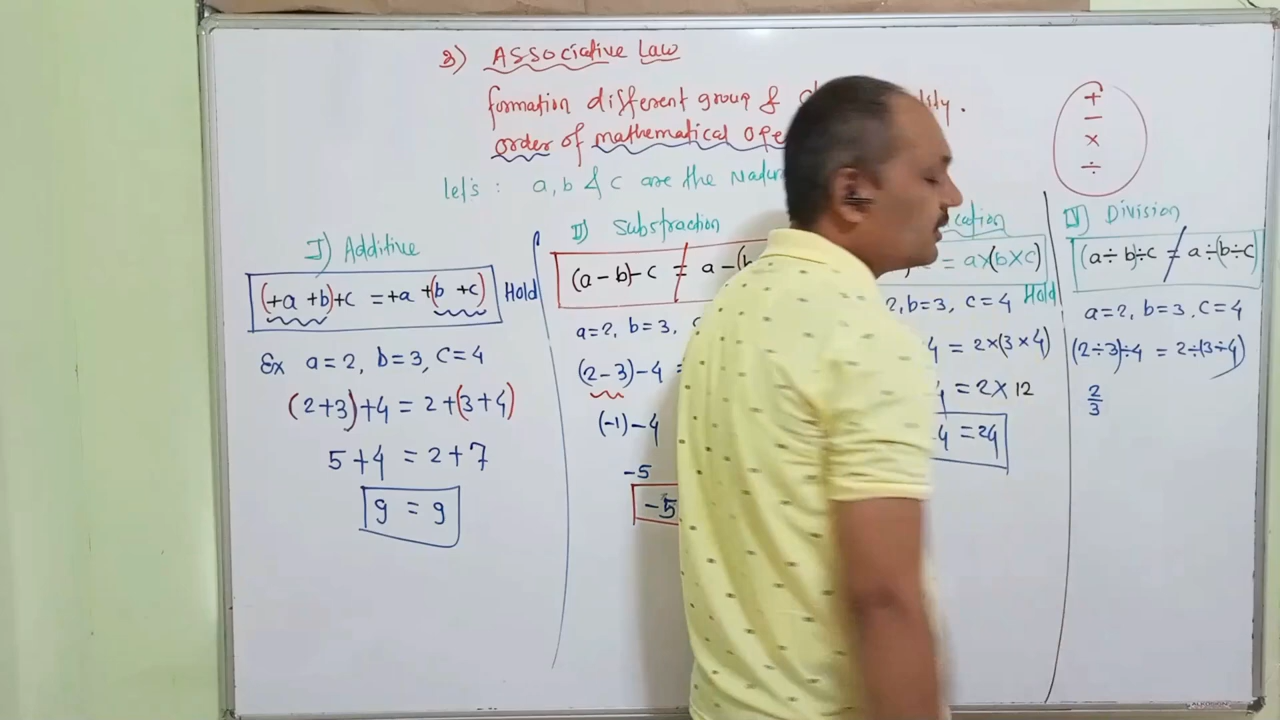 3) Associative Law
formation different group &
order of mathematical
let's : a, b & c are the
+
−
×
÷
I) Additive
(+a + b)+c = +a +(b +c) Hold
Ex a=2, b=3, c=4
(2+3)+4 = 2+(3+4)
5+4 = 2+7
9 = 9
II) Substraction
(a − b)−c ≠ a −(b
a=2, b=3,
(2−3)−4 =
(−1)−4
−5
−5
= a×(b×c)
2, b=3, c=4 Hold
4 = 2×(3×4)
= 2×12
4 = 24
IV) Division
(a÷b)÷c ≠ a÷(b÷c)
a=2, b=3, c=4
(2÷3)÷4 = 2÷(3÷4)
2/3